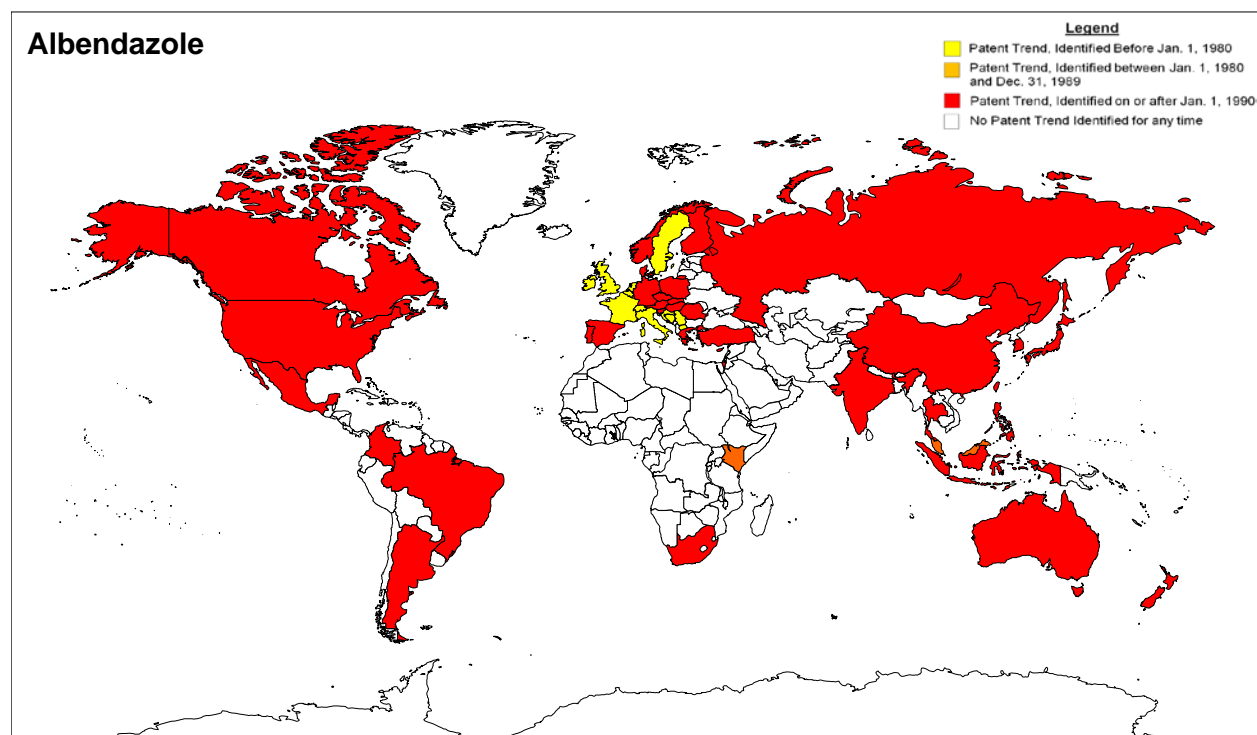 Albendazole
Legend
Patent Trend, Identified Before Jan. 1, 1980
Patent Trend, Identified between Jan. 1, 1980
and Dec. 31, 1989
Patent Trend, Identified on or after Jan. 1, 1990
No Patent Trend Identified for any time